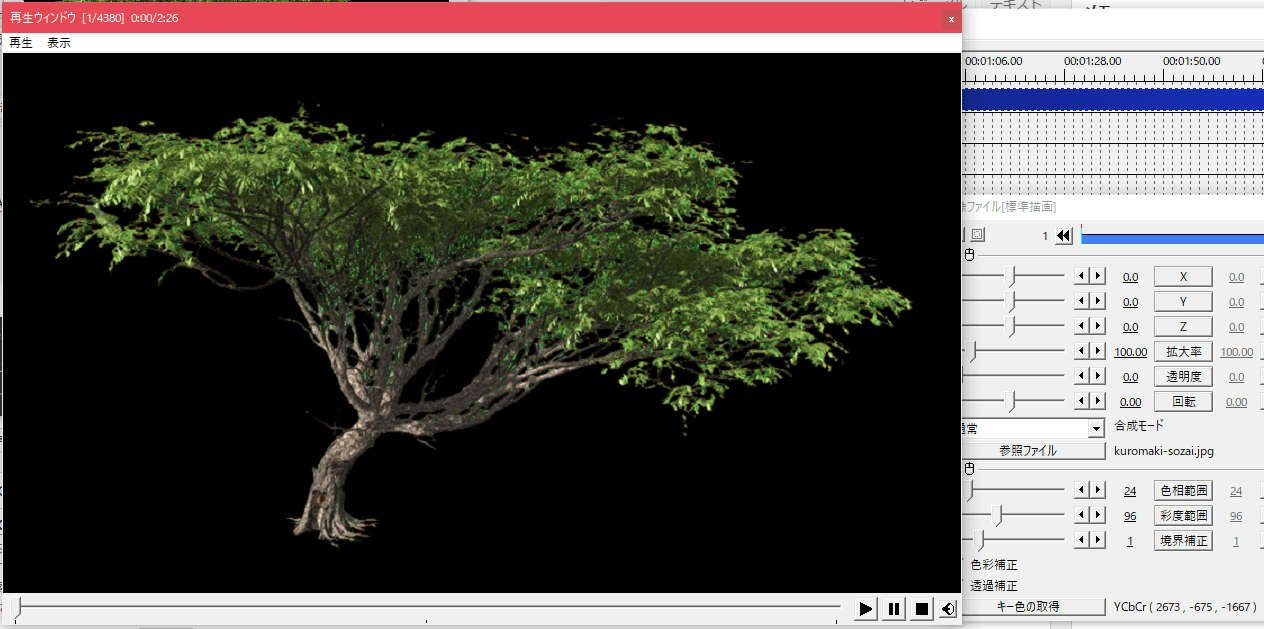 再生ウィンドウ [1/4380] 0:00/2:26
x
再生 表示
テキスト
00:01:06.00 00:01:28.00 00:01:50.00
ファイル[標準描画]
1
0.0 X 0.0
0.0 Y 0.0
0.0 Z 0.0
100.00 拡大率 100.00
0.0 透明度 0.0
0.00 回転 0.00
常 合成モード
参照ファイル kuromaki-sozai.jpg
24 色相範囲 24
96 彩度範囲 96
1 境界補正 1
色彩補正
透過補正
キー色の取得 YCbCr ( 2673 , -675 , -1667 )